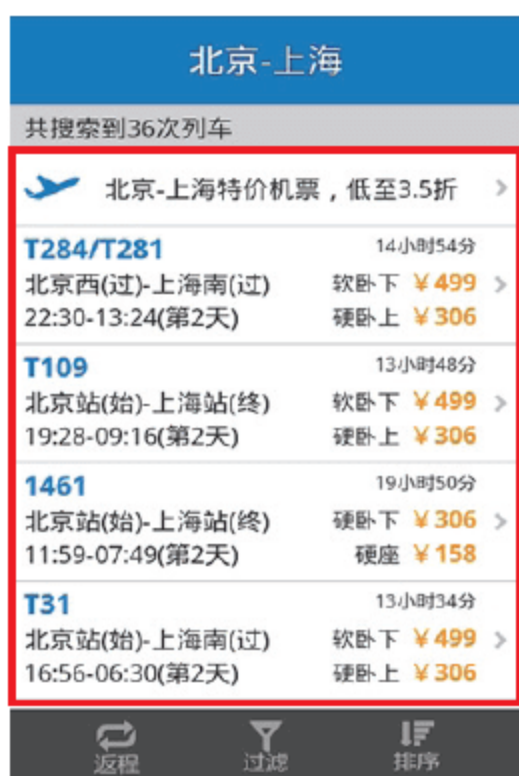 北京-上海
共搜索到36次列车
北京-上海特价机票，低至3.5折
T284/T281 14小时54分
北京西(过)-上海南(过) 软卧下 ￥499
22:30-13:24(第2天) 硬卧上 ￥306
T109 13小时48分
北京站(始)-上海站(终) 软卧下 ￥499
19:28-09:16(第2天) 硬卧上 ￥306
1461 19小时50分
北京站(始)-上海站(终) 硬卧下 ￥306
11:59-07:49(第2天) 硬座 ￥158
T31 13小时34分
北京站(始)-上海南(过) 软卧下 ￥499
16:56-06:30(第2天) 硬卧上 ￥306
返程 过滤 排序